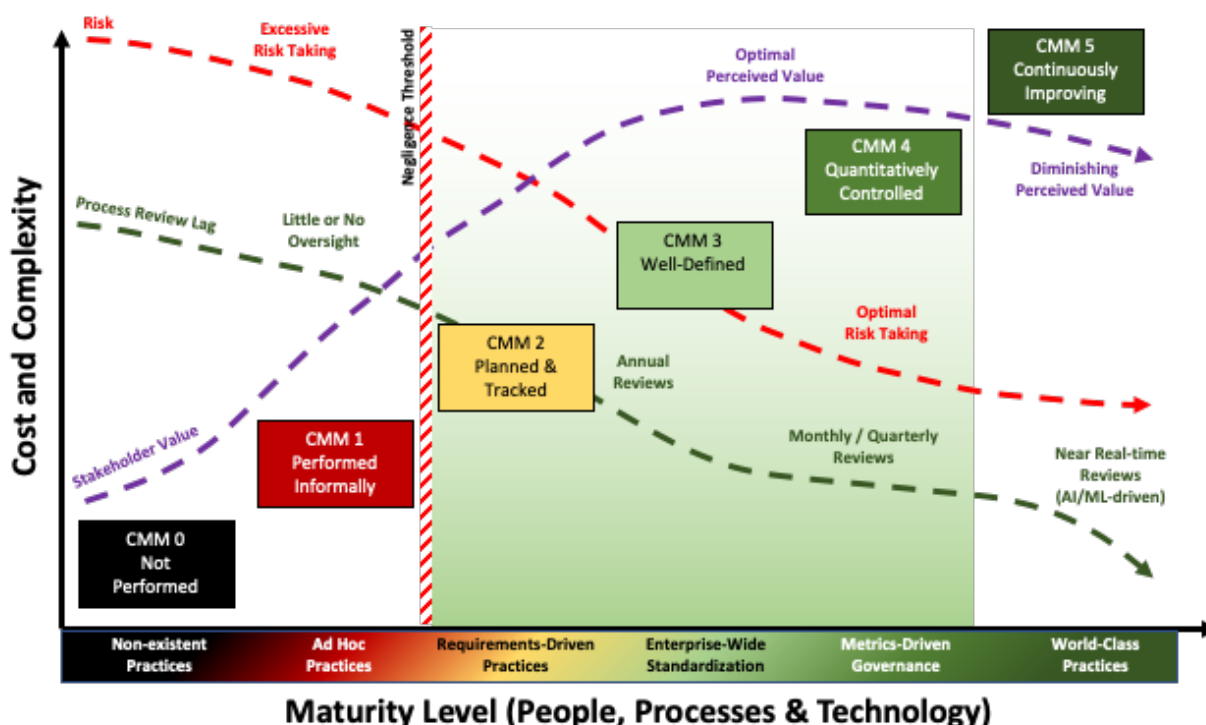 Risk
Excessive
Risk Taking
Negligence Threshold
Optimal
Perceived Value
CMM 5
Continuously
Improving
CMM 4
Quantitatively
Controlled
Diminishing
Perceived Value
Process Review Lag
Little or No
Oversight
CMM 3
Well-Defined
Optimal
Risk Taking
CMM 2
Planned &
Tracked
Annual
Reviews
Stakeholder Value
CMM 1
Performed
Informally
Monthly / Quarterly
Reviews
Near Real-time
Reviews
(AI/ML-driven)
CMM 0
Not
Performed
Cost and Complexity
Non-existent
Practices
Ad Hoc
Practices
Requirements-Driven
Practices
Enterprise-Wide
Standardization
Metrics-Driven
Governance
World-Class
Practices
Maturity Level (People, Processes & Technology)